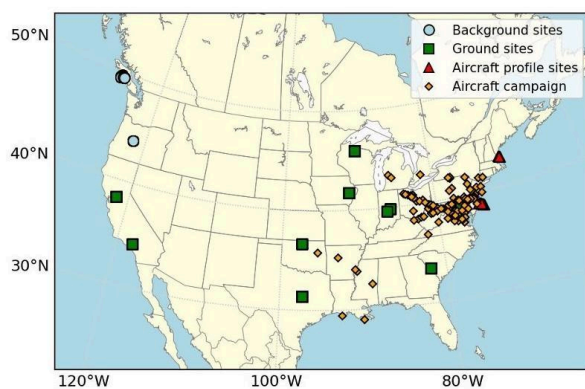 50°N
40°N
30°N
120°W
100°W
80°W
Background sites
Ground sites
Aircraft profile sites
Aircraft campaign